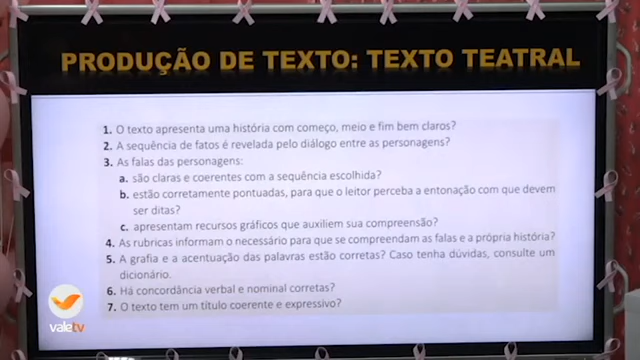 PRODUÇÃO DE TEXTO: TEXTO TEATRAL
1. O texto apresenta uma história com começo, meio e fim bem claros?
2. A sequência de fatos é revelada pelo diálogo entre as personagens?
3. As falas das personagens:
a. são claras e coerentes com a sequência escolhida?
b. estão corretamente pontuadas, para que o leitor perceba a entonação com que devem
ser ditas?
c. apresentam recursos gráficos que auxiliem sua compreensão?
4. As rubricas informam o necessário para que se compreendam as falas e a própria história?
5. A grafia e a acentuação das palavras estão corretas? Caso tenha dúvidas, consulte um
dicionário.
6. Há concordância verbal e nominal corretas?
7. O texto tem um título coerente e expressivo?
valetv